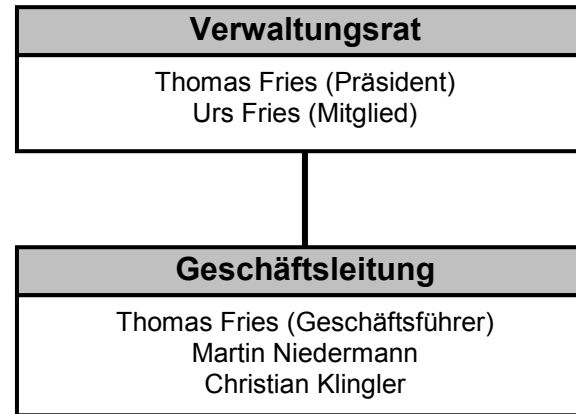 Verwaltungsrat
Thomas Fries (Präsident)
Urs Fries (Mitglied)
Geschäftsleitung
Thomas Fries (Geschäftsführer)
Martin Niedermann
Christian Klingler